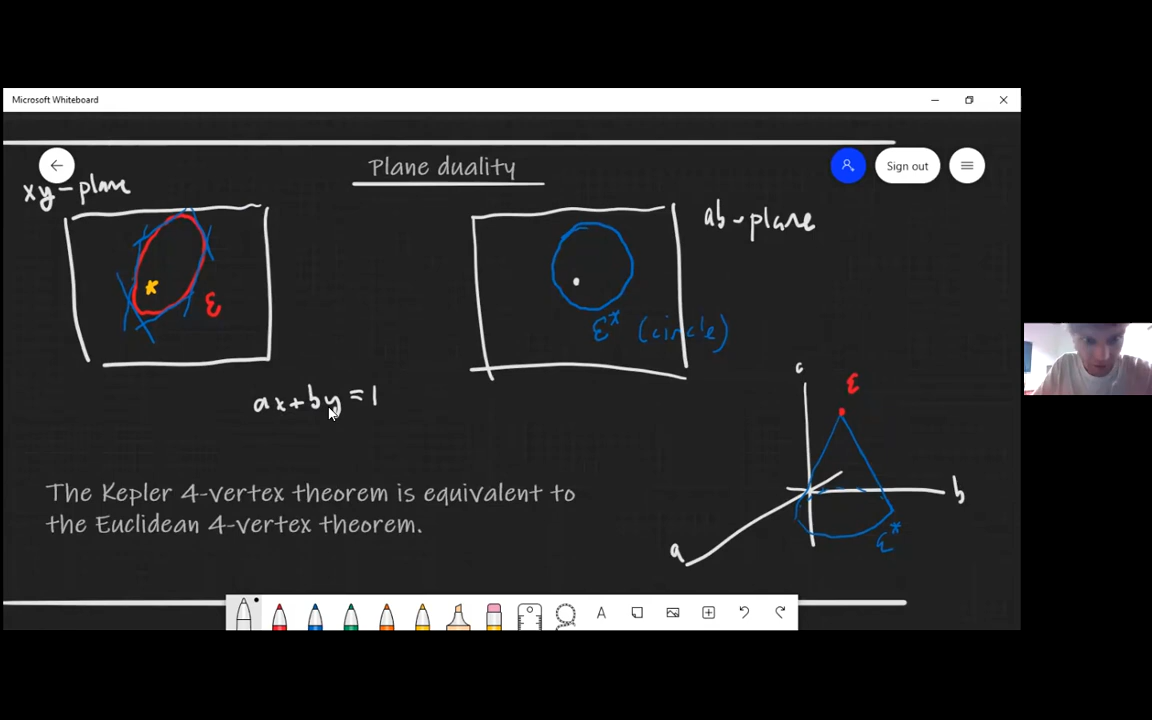 Microsoft Whiteboard
Plane duality
Sign out
xy-plane
ab-plane
ε
ε* (circle)
ax+by=1
c
ε
b
a
ε*
The Kepler 4-vertex theorem is equivalent to
the Euclidean 4-vertex theorem.
A